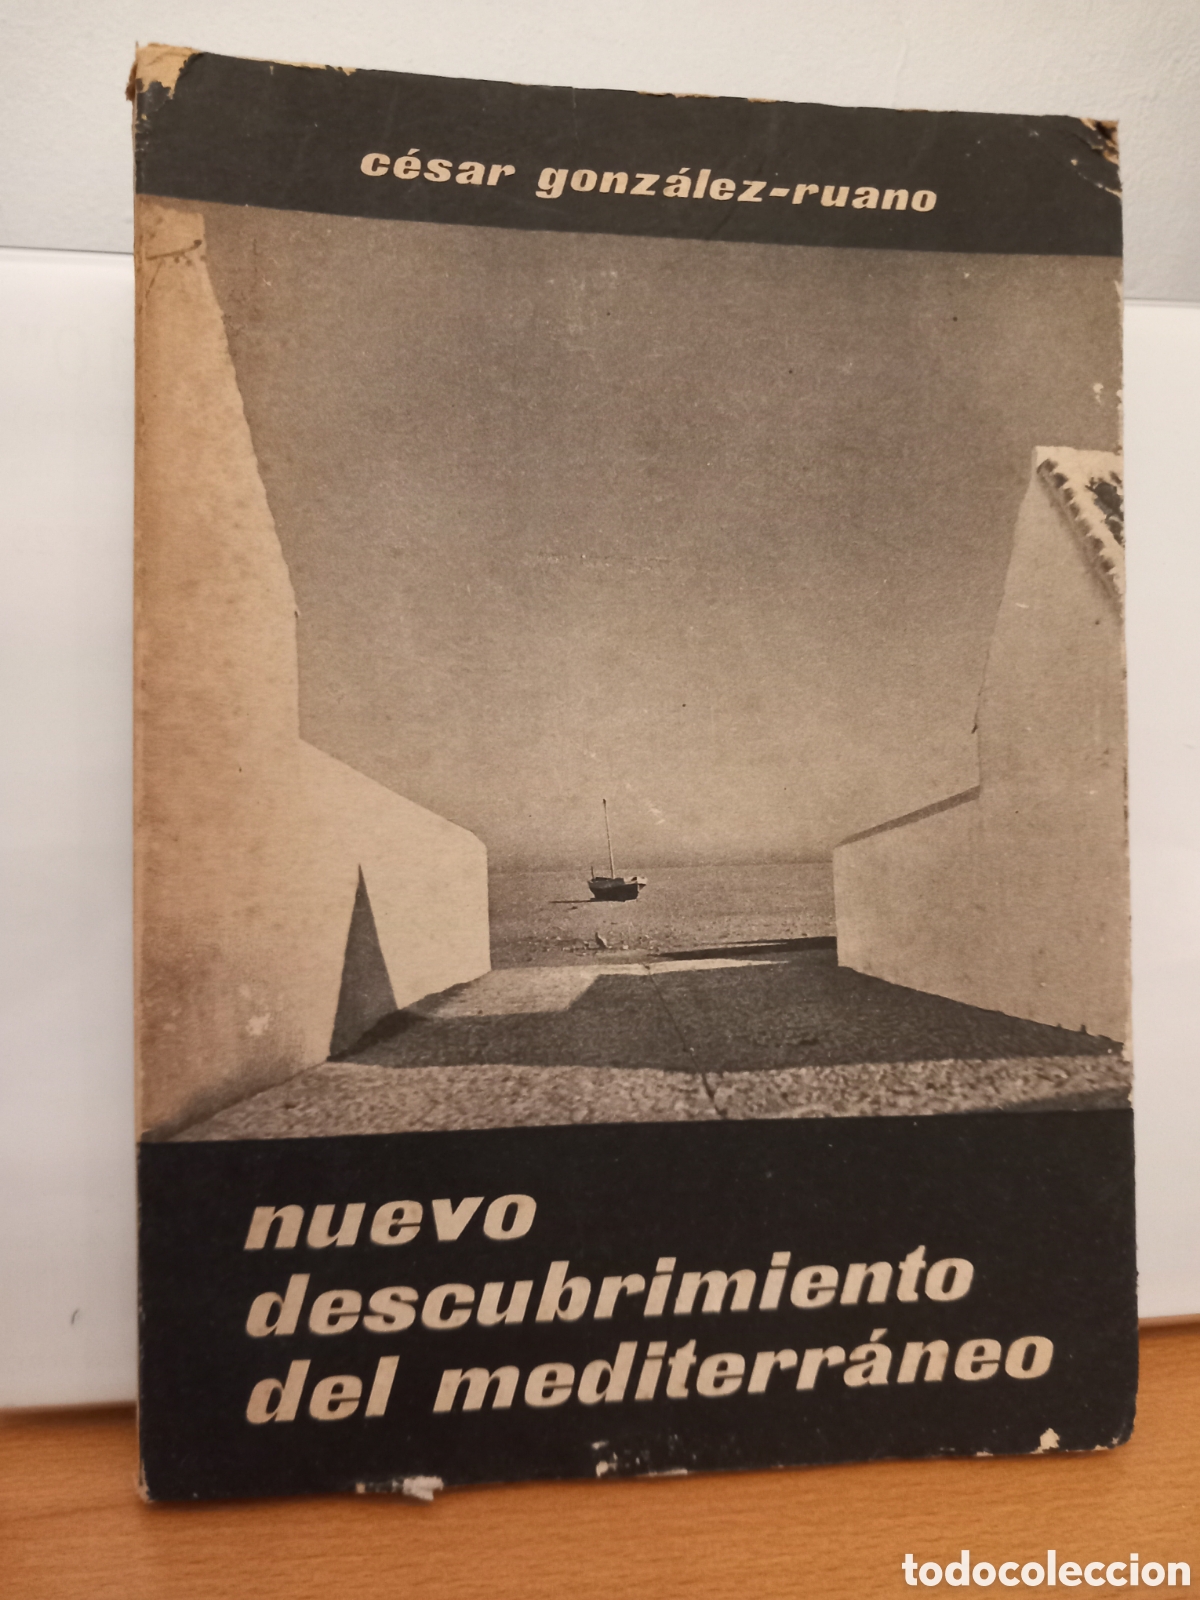 césar gonzález-ruano
nuevo
descubrimiento
del mediterráneo
todocoleccion